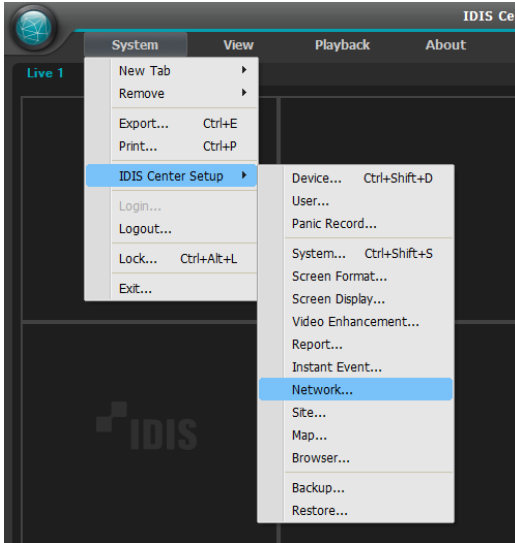 IDIS Ce
System View Playback About
Live 1
New Tab
Remove
Export... Ctrl+E
Print... Ctrl+P
IDIS Center Setup
Login...
Logout...
Lock... Ctrl+Alt+L
Exit...
Device... Ctrl+Shift+D
User...
Panic Record...
System... Ctrl+Shift+S
Screen Format...
Screen Display...
Video Enhancement...
Report...
Instant Event...
Network...
Site...
Map...
Browser...
Backup...
Restore...
IDIS